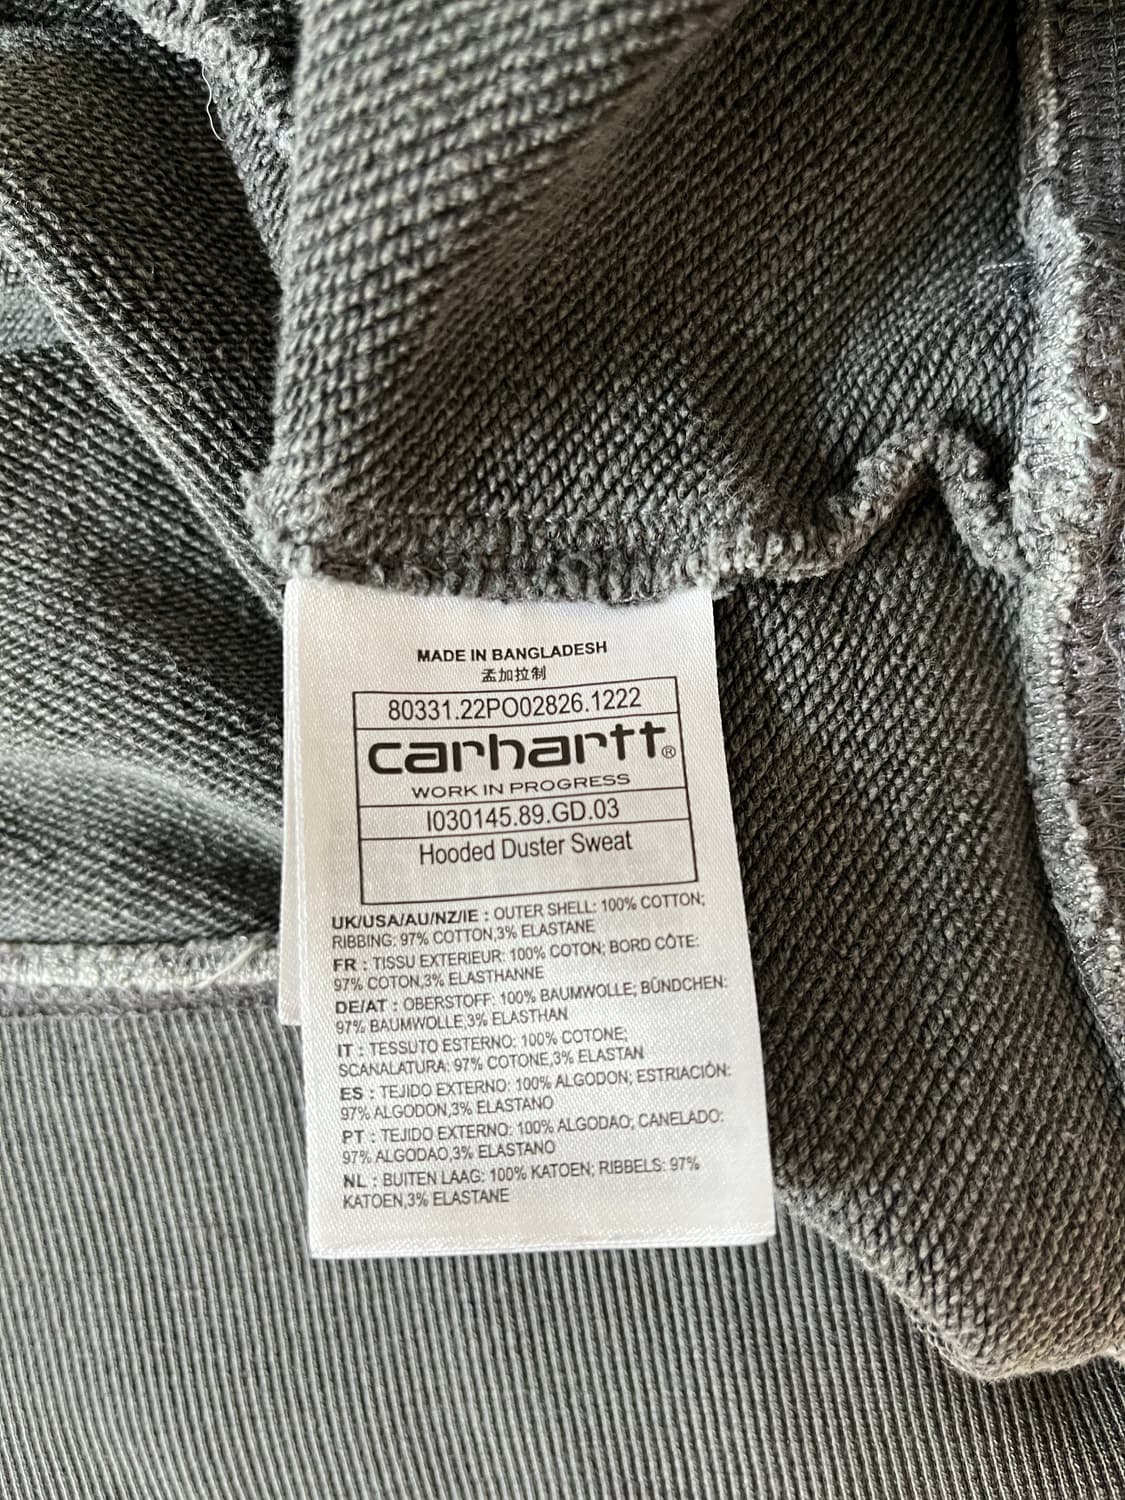 MADE IN BANGLADESH
孟加拉制
80331.22PO02826.1222
carhartt®
WORK IN PROGRESS
I030145.89.GD.03
Hooded Duster Sweat
UK/USA/AU/NZ/IE : OUTER SHELL: 100% COTTON;
RIBBING: 97% COTTON,3% ELASTANE
FR : TISSU EXTERIEUR: 100% COTON; BORD CÔTE:
97% COTON,3% ELASTHANNE
DE/AT : OBERSTOFF: 100% BAUMWOLLE; BÜNDCHEN:
97% BAUMWOLLE,3% ELASTHAN
IT : TESSUTO ESTERNO: 100% COTONE;
SCANALATURA: 97% COTONE,3% ELASTAN
ES : TEJIDO EXTERNO: 100% ALGODON; ESTRIACIÓN:
97% ALGODON,3% ELASTANO
PT : TEJIDO EXTERNO: 100% ALGODAO; CANELADO:
97% ALGODAO,3% ELASTANO
NL : BUITEN LAAG: 100% KATOEN; RIBBELS: 97%
KATOEN,3% ELASTANE